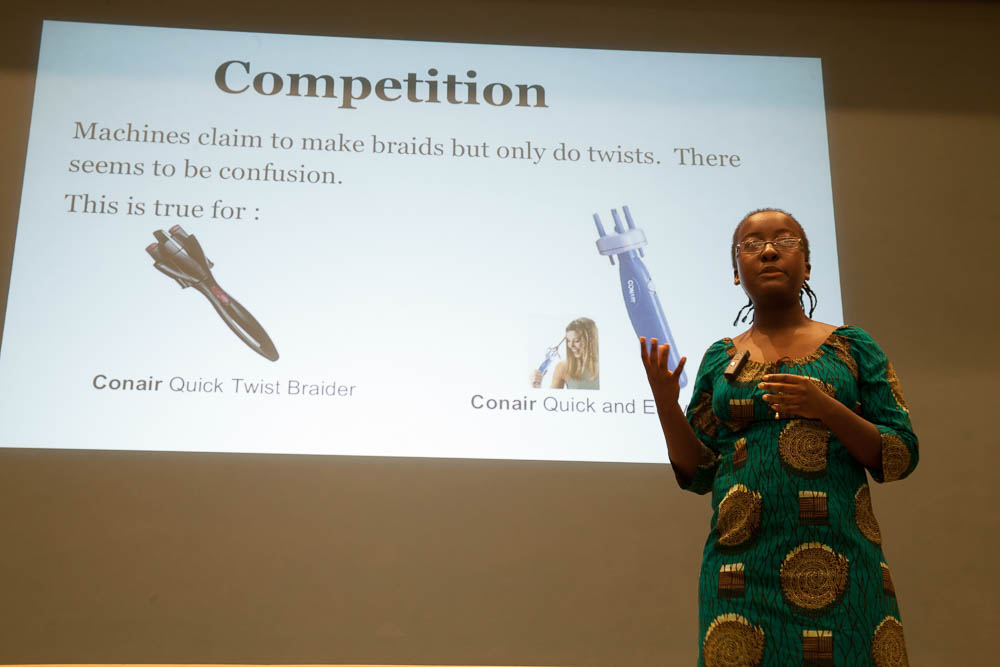 Competition
Machines claim to make braids but only do twists. There
seems to be confusion.
This is true for :
CONAIR
Conair Quick Twist Braider
Conair Quick and E